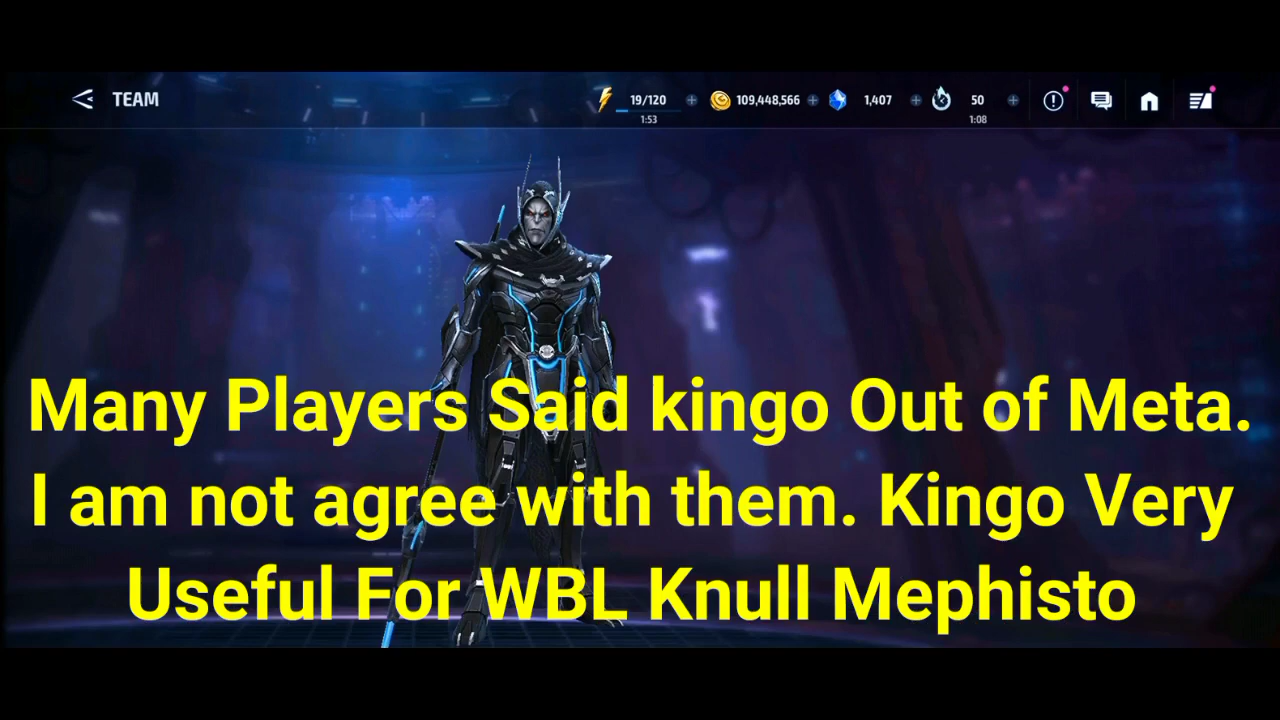 TEAM
19/120
1:53
109,448,566
1,407
50
1:08
Many Players Said kingo Out of Meta.
I am not agree with them. Kingo Very
Useful For WBL Knull Mephisto